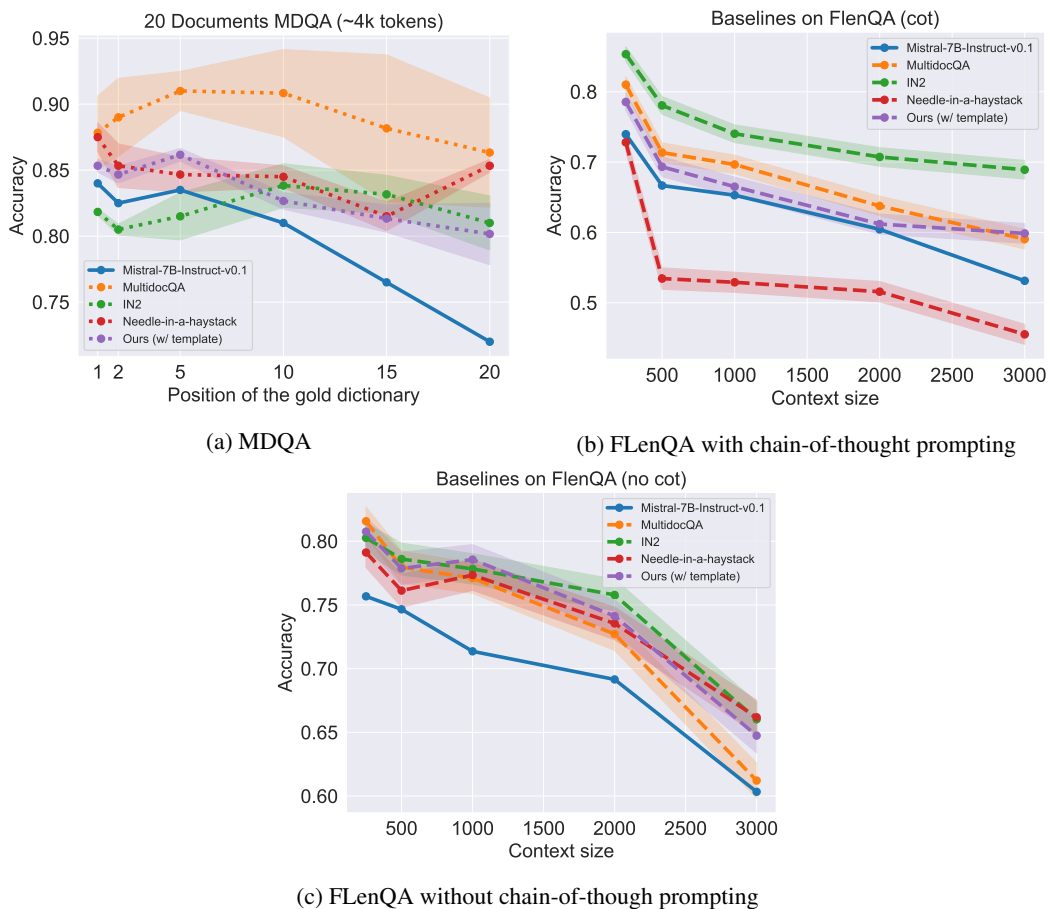 20 Documents MDQA (~4k tokens)
0.95
0.90
0.85
0.80
0.75
Accuracy
Mistral-7B-Instruct-v0.1
MultidocQA
IN2
Needle-in-a-haystack
Ours (w/ template)
1 2 5 10 15 20
Position of the gold dictionary
(a) MDQA
Baselines on FlenQA (cot)
0.8
0.7
0.6
0.5
Accuracy
Mistral-7B-Instruct-v0.1
MultidocQA
IN2
Needle-in-a-haystack
Ours (w/ template)
500 1000 1500 2000 2500 3000
Context size
(b) FLenQA with chain-of-thought prompting
Baselines on FlenQA (no cot)
0.80
0.75
0.70
0.65
0.60
Accuracy
Mistral-7B-Instruct-v0.1
MultidocQA
IN2
Needle-in-a-haystack
Ours (w/ template)
500 1000 1500 2000 2500 3000
Context size
(c) FLenQA without chain-of-though prompting